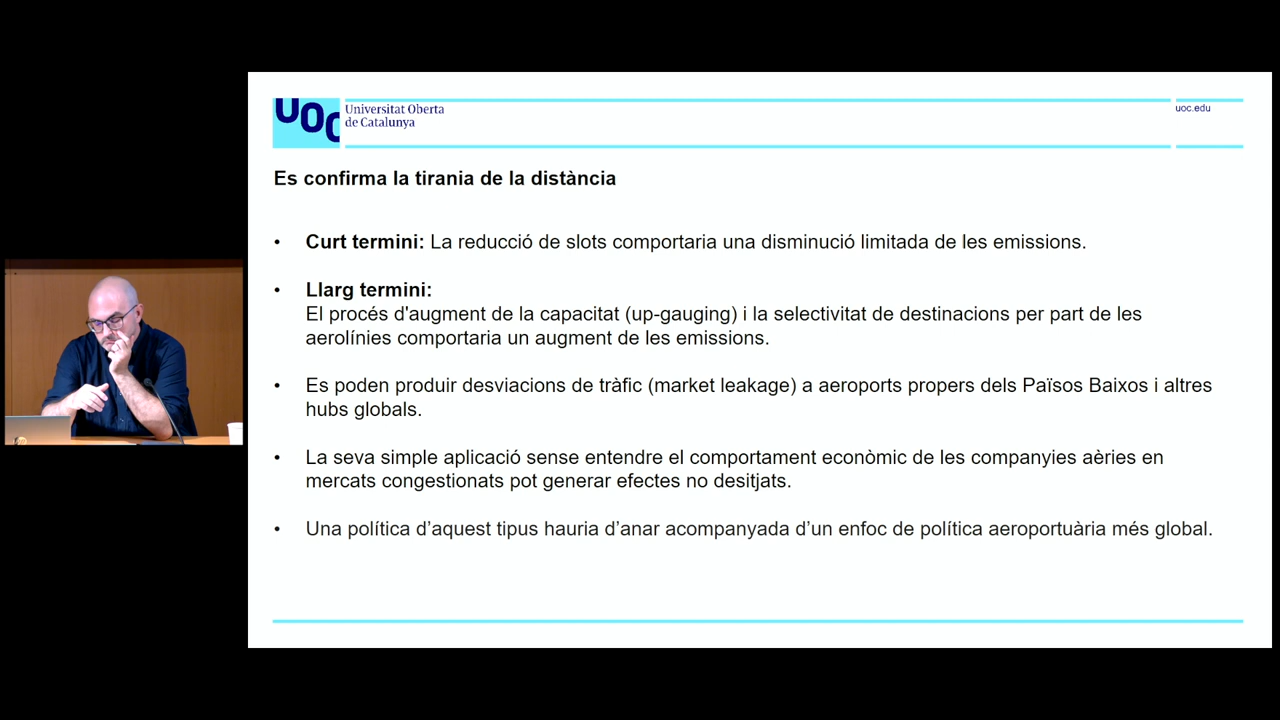 UOC
Universitat Oberta
de Catalunya
uoc.edu
Es confirma la tirania de la distància
• Curt termini: La reducció de slots comportaria una disminució limitada de les emissions.
• Llarg termini:
El procés d'augment de la capacitat (up-gauging) i la selectivitat de destinacions per part de les
aerolínies comportaria un augment de les emissions.
• Es poden produir desviacions de tràfic (market leakage) a aeroports propers dels Països Baixos i altres
hubs globals.
• La seva simple aplicació sense entendre el comportament econòmic de les companyies aèries en
mercats congestionats pot generar efectes no desitjats.
• Una política d’aquest tipus hauria d’anar acompanyada d’un enfoc de política aeroportuària més global.